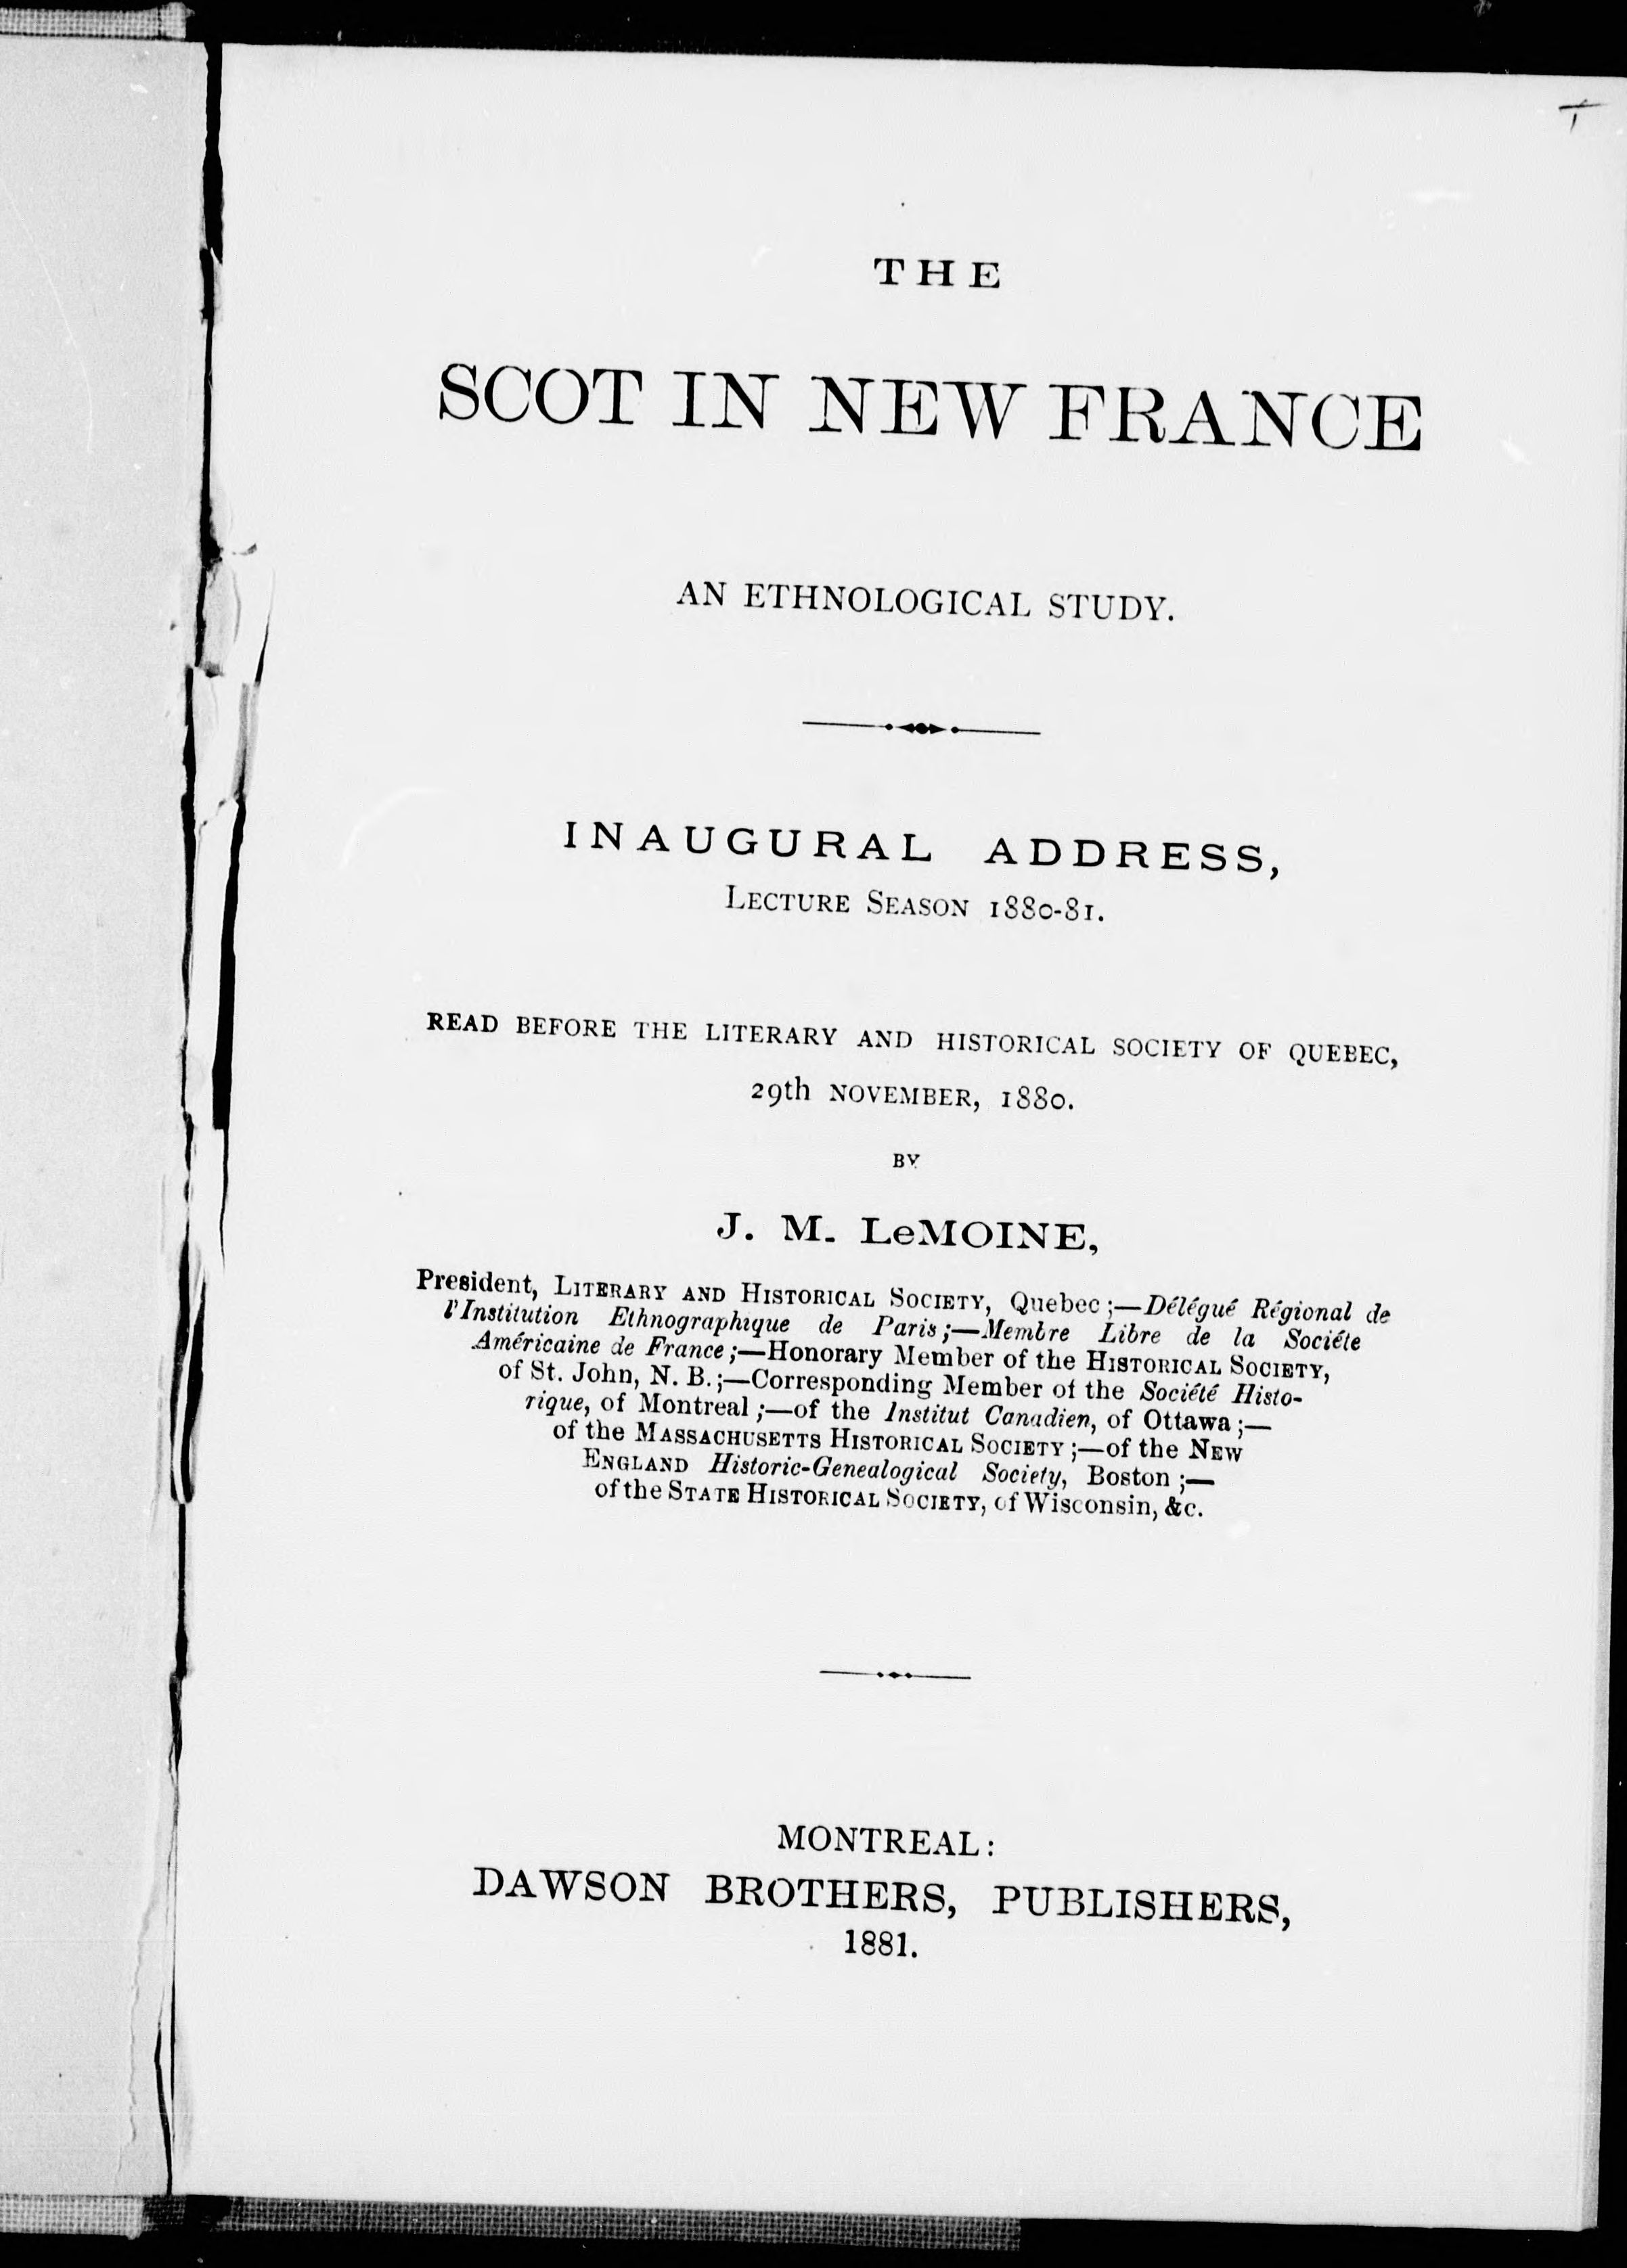 THE
SCOT IN NEW FRANCE
AN ETHNOLOGICAL STUDY.
INAUGURAL ADDRESS,
LECTURE SEASON 1880-81.
READ BEFORE THE LITERARY AND HISTORICAL SOCIETY OF QUEBEC,
29th NOVEMBER, 1880.
BY
J. M. LeMOINE,
President, LITERARY AND HISTORICAL SOCIETY, Quebec ;—Délégué Régional de
l'Institution Ethnographique de Paris ;—Membre Libre de la Société
Américaine de France ;—Honorary Member of the HISTORICAL SOCIETY,
of St. John, N. B. ;—Corresponding Member of the Société Histo-
rique, of Montreal ;—of the Institut Canadien, of Ottawa ;—
of the MASSACHUSETTS HISTORICAL SOCIETY ;—of the NEW
ENGLAND Historic-Genealogical Society, Boston ;—
of the STATE HISTORICAL SOCIETY, of Wisconsin, &c.
MONTREAL:
DAWSON BROTHERS, PUBLISHERS,
1881.